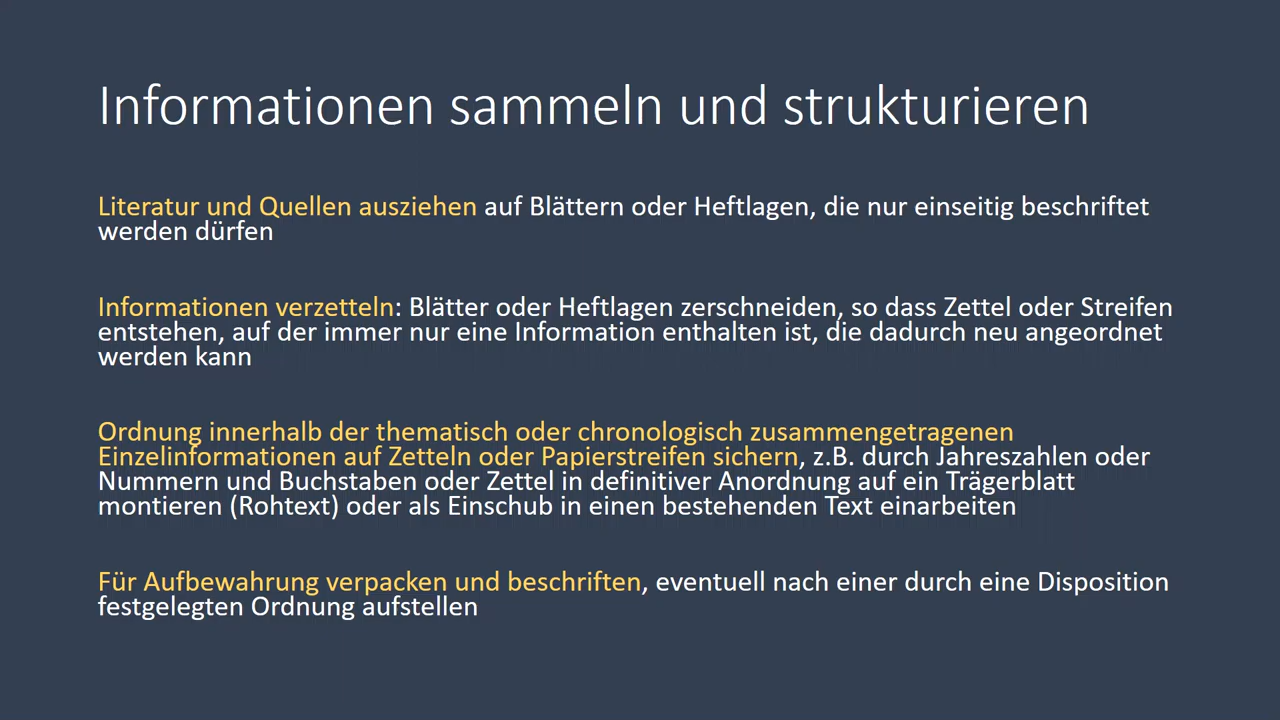 Informationen sammeln und strukturieren
Literatur und Quellen ausziehen auf Blättern oder Heftlagen, die nur einseitig beschriftet
werden dürfen
Informationen verzetteln: Blätter oder Heftlagen zerschneiden, so dass Zettel oder Streifen
entstehen, auf der immer nur eine Information enthalten ist, die dadurch neu angeordnet
werden kann
Ordnung innerhalb der thematisch oder chronologisch zusammengetragenen
Einzelinformationen auf Zetteln oder Papierstreifen sichern, z.B. durch Jahreszahlen oder
Nummern und Buchstaben oder Zettel in definitiver Anordnung auf ein Trägerblatt
montieren (Rohtext) oder als Einschub in einen bestehenden Text einarbeiten
Für Aufbewahrung verpacken und beschriften, eventuell nach einer durch eine Disposition
festgelegten Ordnung aufstellen